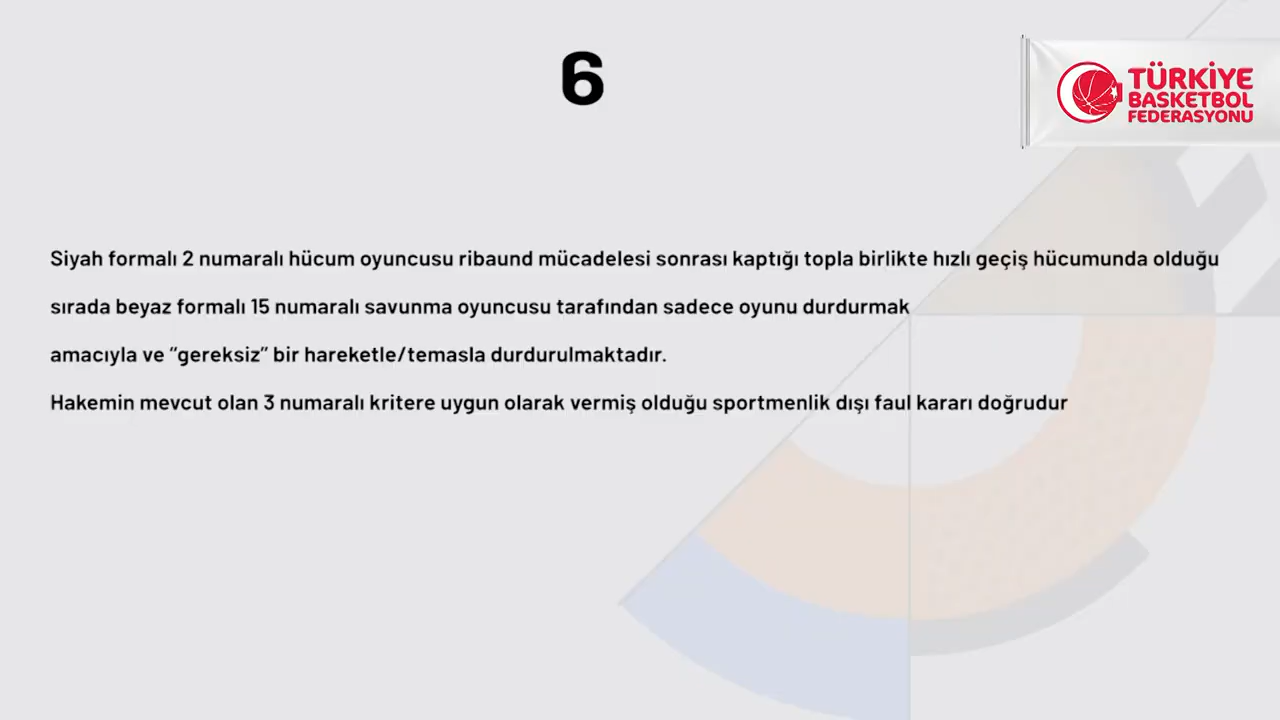 6
TÜRKİYE
BASKETBOL
FEDERASYONU
Siyah formalı 2 numaralı hücum oyuncusu ribaund mücadelesi sonrası kaptığı topla birlikte hızlı geçiş hücumunda olduğu
sırada beyaz formalı 15 numaralı savunma oyuncusu tarafından sadece oyunu durdurmak
amacıyla ve “gereksiz” bir hareketle/temasla durdurulmaktadır.
Hakemin mevcut olan 3 numaralı kritere uygun olarak vermiş olduğu sportmenlik dışı faul kararı doğrudur